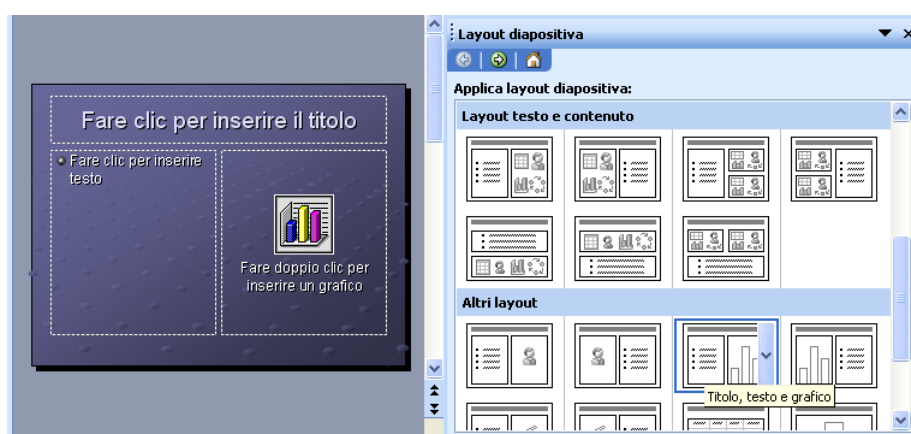 Fare clic per inserire il titolo
Fare clic per inserire
testo
Fare doppio clic per
inserire un grafico
Layout diapositiva
Applica layout diapositiva:
Layout testo e contenuto
Altri layout
Titolo, testo e grafico